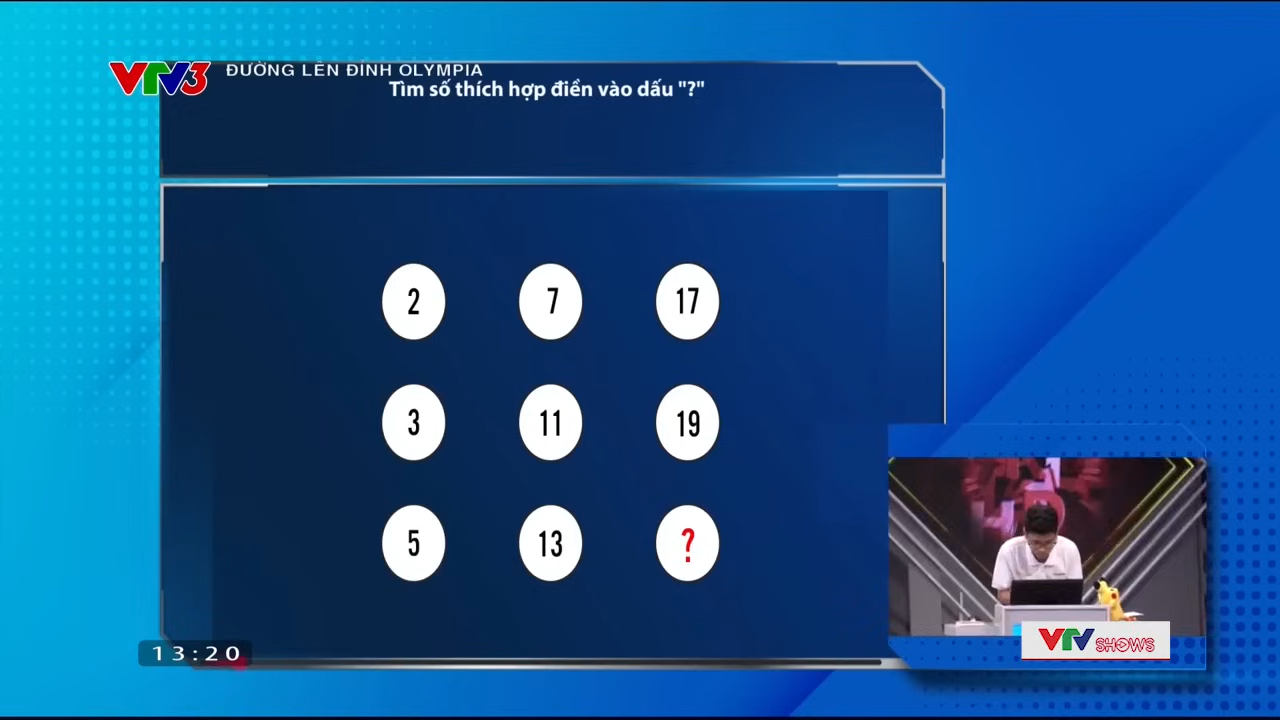 VTV3 ĐƯỜNG LÊN ĐỈNH OLYMPIA
Tìm số thích hợp điền vào dấu "?"
2 7 17
3 11 19
5 13 ?
13:20
VTV SHOWS